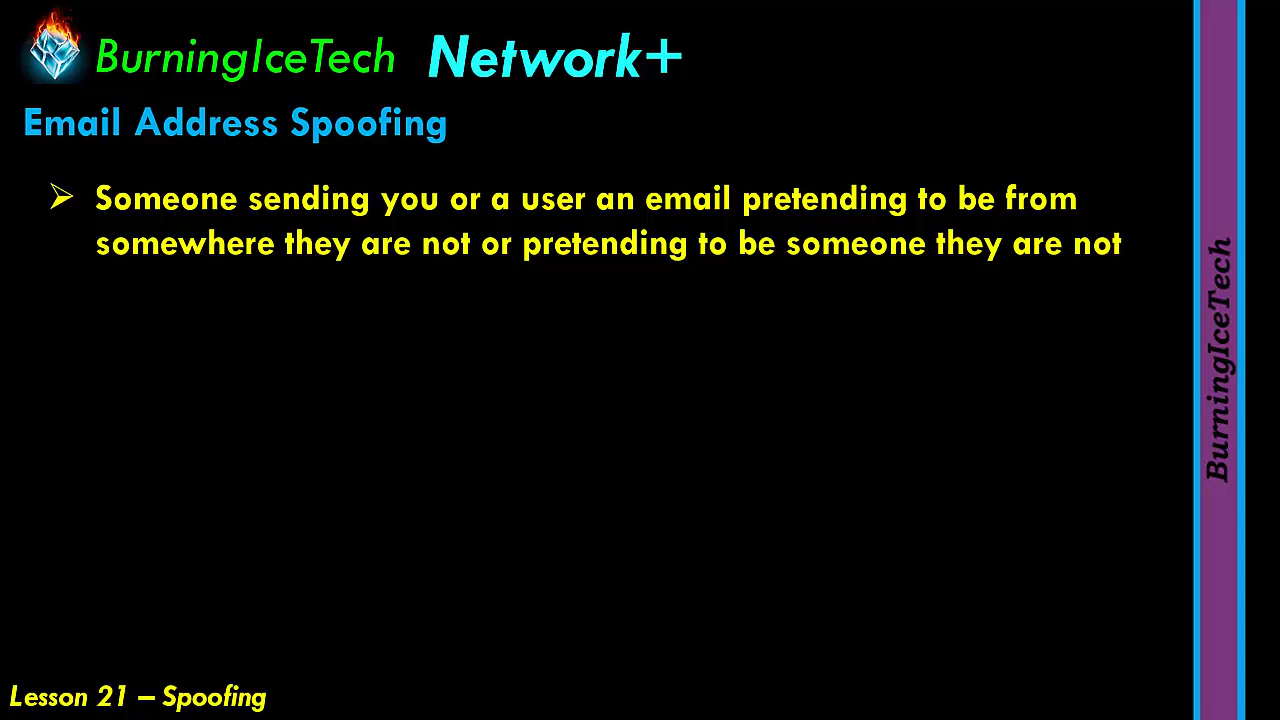 BurningIceTech Network+
Email Address Spoofing
➢ Someone sending you or a user an email pretending to be from
somewhere they are not or pretending to be someone they are not
BurningIceTech
Lesson 21 – Spoofing